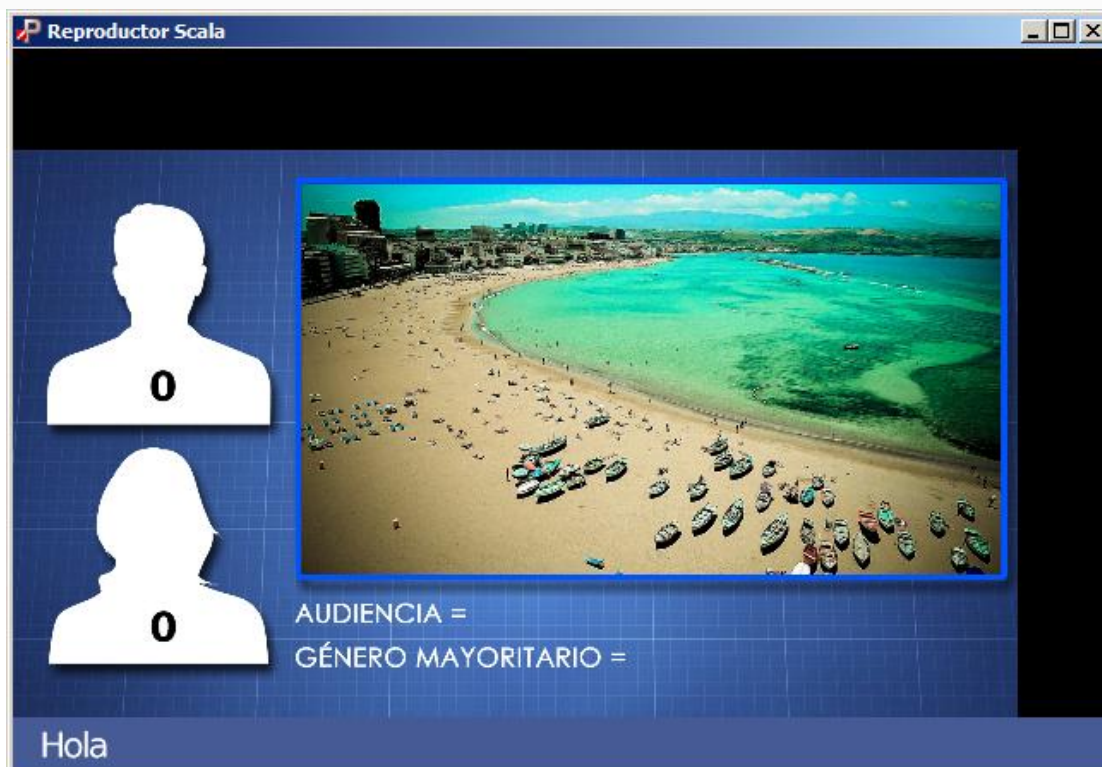 Reproductor Scala
0
0
AUDIENCIA =
GÉNERO MAYORITARIO =
Hola